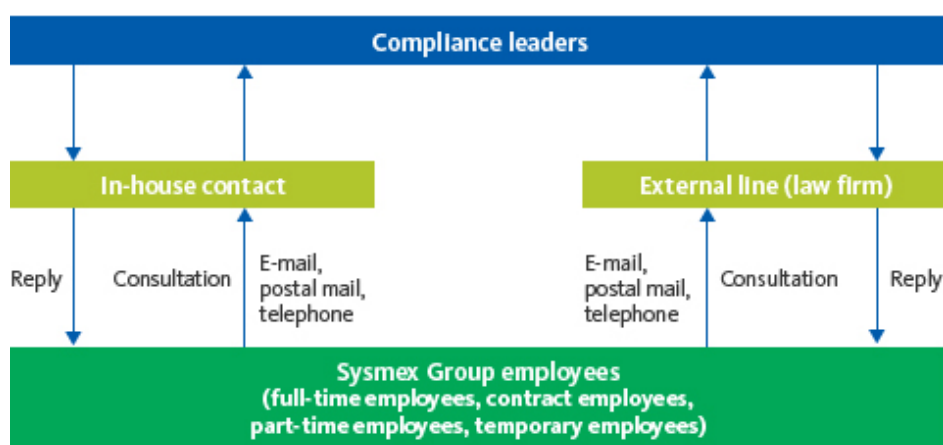 Compliance leaders
In-house contact
External line (law firm)
Reply
Consultation
E-mail,
postal mail,
telephone
E-mail,
postal mail,
telephone
Consultation
Reply
Sysmex Group employees
(full-time employees, contract employees,
part-time employees, temporary employees)